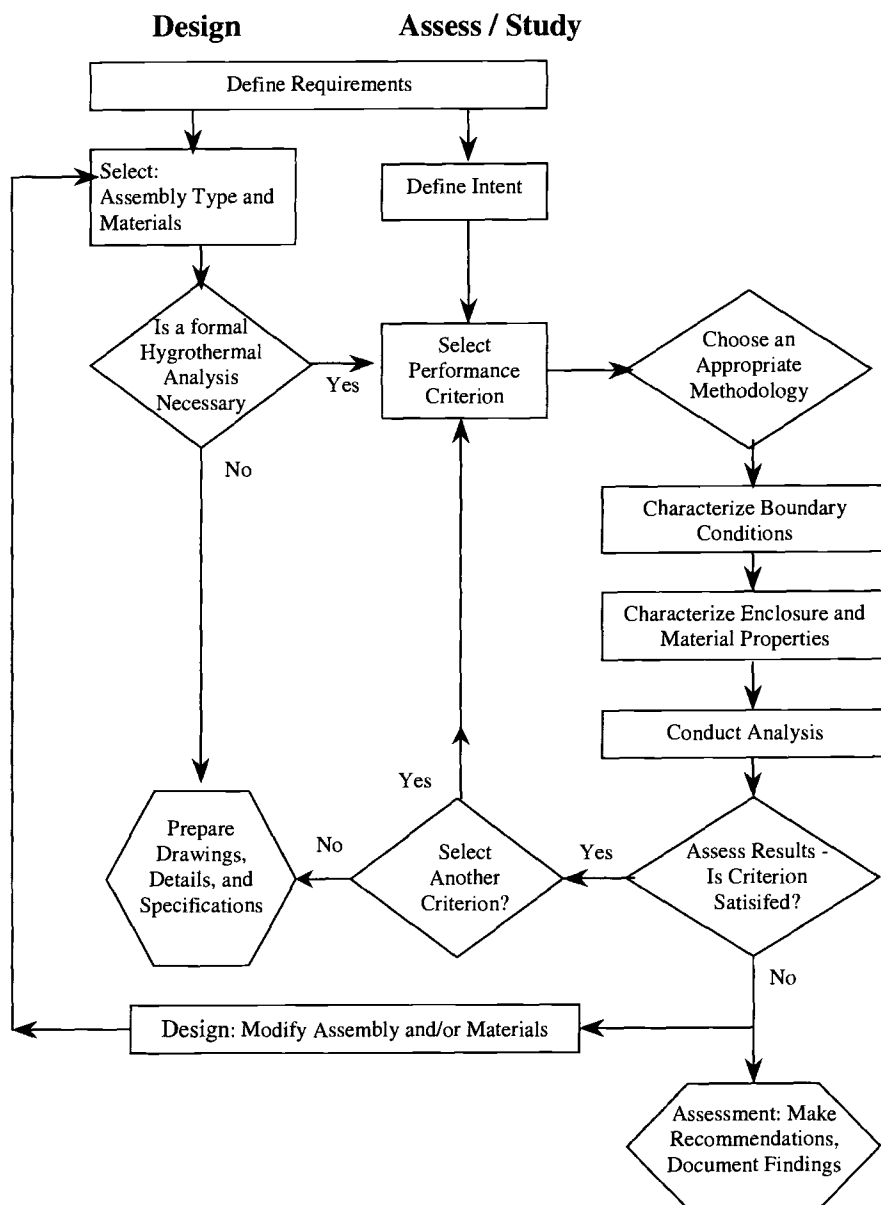 Design
Assess / Study
Define Requirements
Select:
Assembly Type and
Materials
Define Intent
Is a formal
Hygrothermal
Analysis
Necessary
Yes
Select
Performance
Criterion
Choose an
Appropriate
Methodology
No
Characterize Boundary
Conditions
Characterize Enclosure and
Material Properties
Conduct Analysis
Yes
Prepare
Drawings,
Details, and
Specifications
No
Select
Another
Criterion?
Yes
Assess Results -
Is Criterion
Satisifed?
No
Design: Modify Assembly and/or Materials
Assessment: Make
Recommendations,
Document Findings